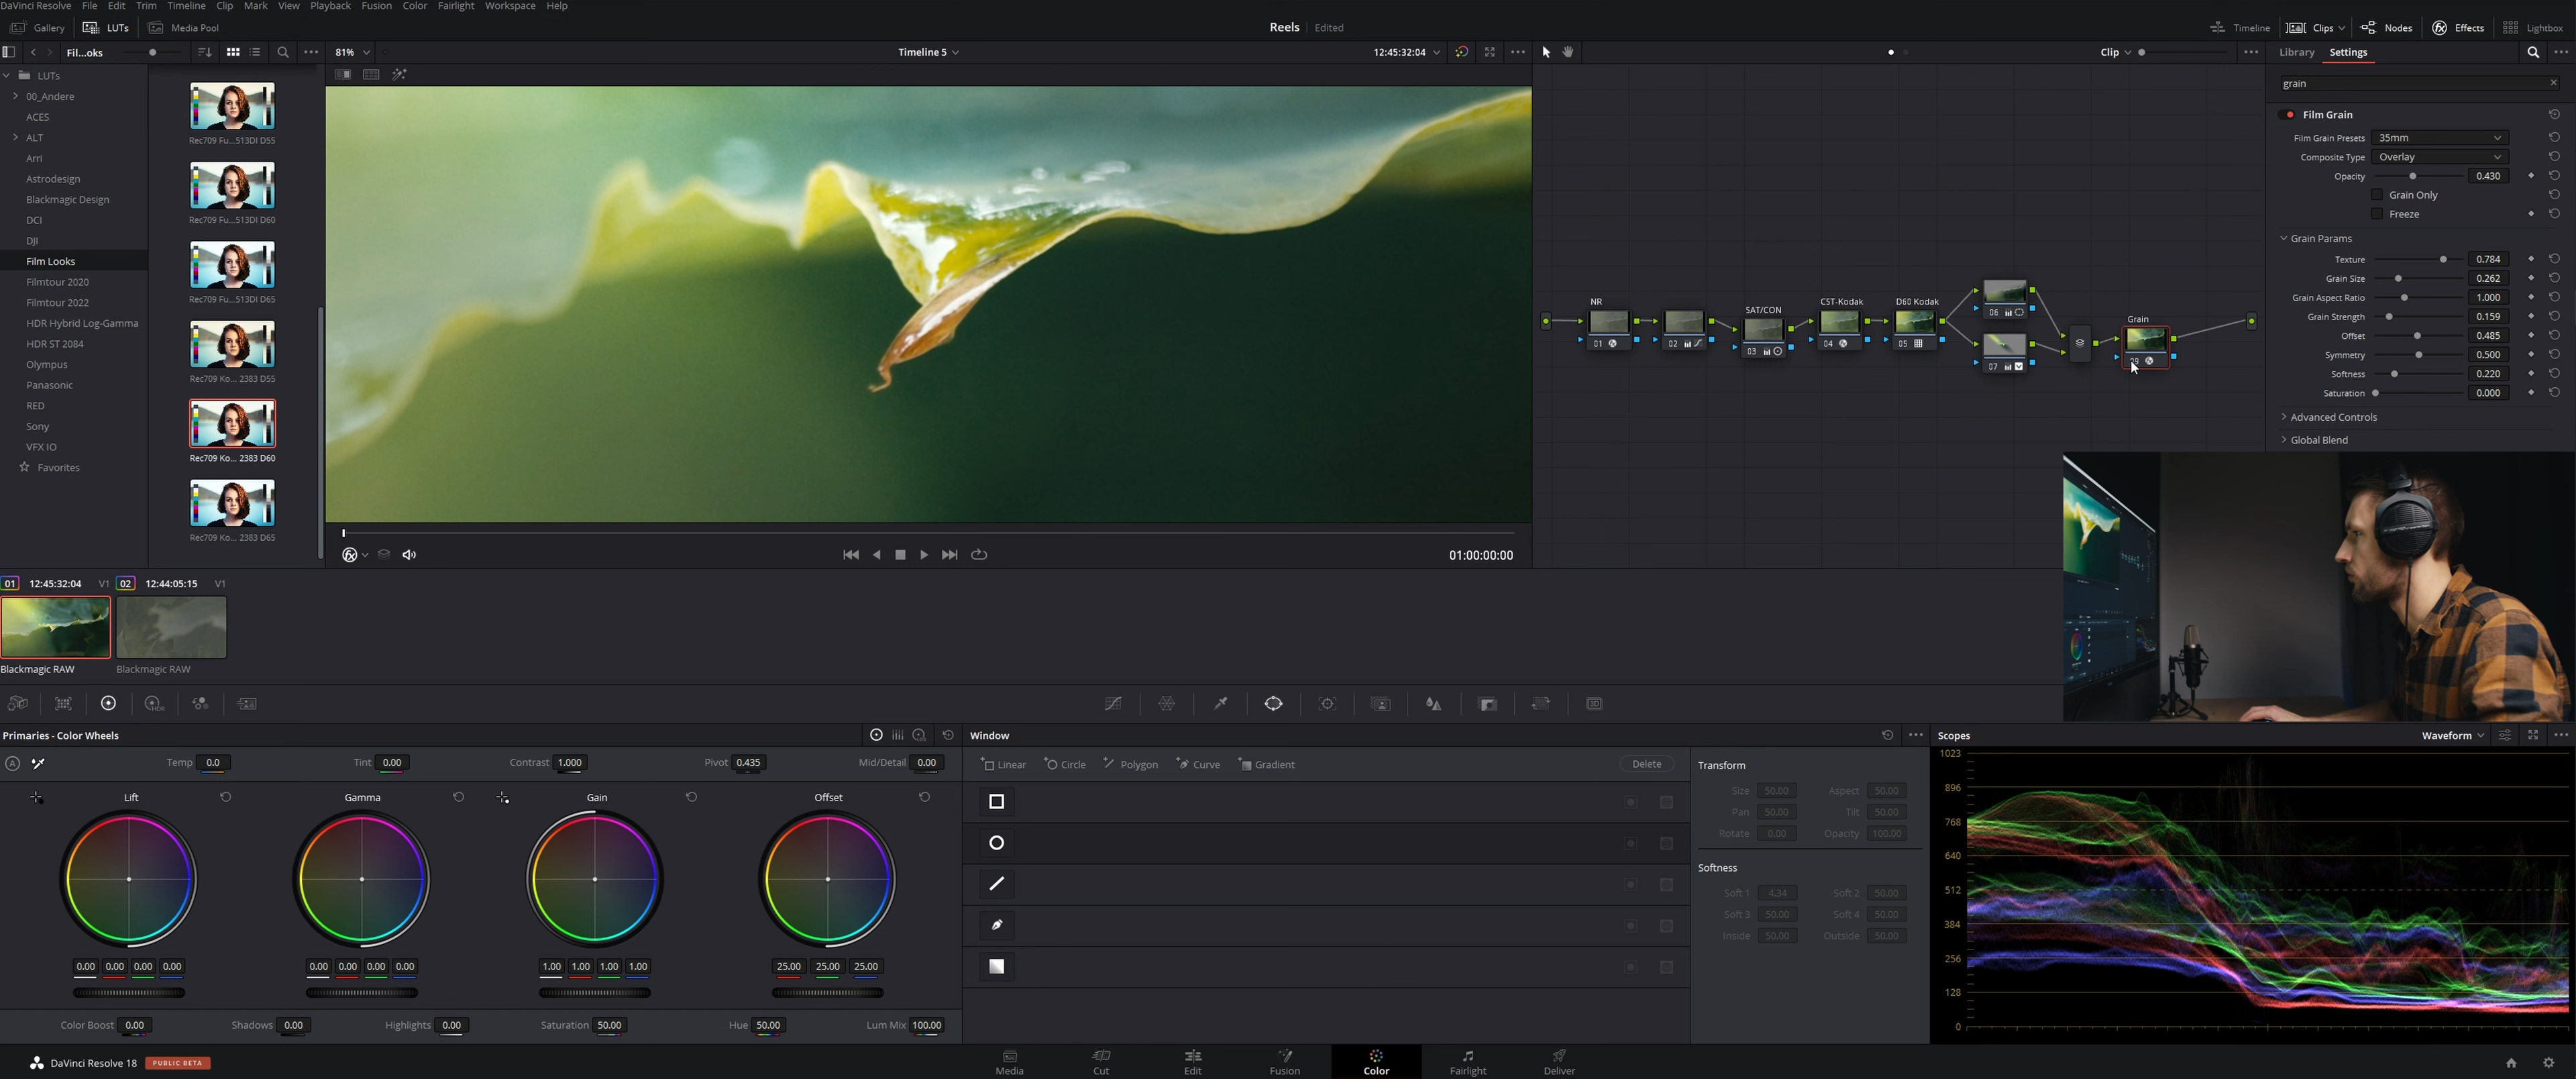 DaVinci Resolve File Edit Trim Timeline Clip Mark View Playback Fusion Color Fairlight Workspace Help
Gallery LUTs Media Pool Reels Edited Timeline Clips Nodes Effects Lightbox
Fil...oks 81% Timeline 5 12:45:32:04 Clip Library Settings
LUTs
00_Andere
ACES
ALT
Arri
Astrodesign
Blackmagic Design
DCI
DJI
Film Looks
Filmtour 2020
Filmtour 2022
HDR Hybrid Log-Gamma
HDR ST 2084
Olympus
Panasonic
RED
Sony
VFX IO
Favorites
Rec709 Fu...513DI D55
Rec709 Fu...513DI D60
Rec709 Fu...513DI D65
Rec709 Ko... 2383 D55
Rec709 Ko... 2383 D60
Rec709 Ko... 2383 D65
01:00:00:00
NR
01
02
SAT/CON
03
CST-Kodak
04
D60 Kodak
05
06
07
Grain
grain
Film Grain
Film Grain Presets 35mm
Composite Type Overlay
Opacity 0.430
Grain Only
Freeze
Grain Params
Texture 0.784
Grain Size 0.262
Grain Aspect Ratio 1.000
Grain Strength 0.159
Offset 0.485
Symmetry 0.500
Softness 0.220
Saturation 0.000
Advanced Controls
Global Blend
01 12:45:32:04 V1 02 12:44:05:15 V1
Blackmagic RAW Blackmagic RAW
HDR 3D
Primaries - Color Wheels
A Temp 0.0 Tint 0.00 Contrast 1.000 Pivot 0.435 Mid/Detail 0.00
Lift Gamma Gain Offset
0.00 0.00 0.00 0.00 0.00 0.00 0.00 0.00 1.00 1.00 1.00 1.00 25.00 25.00 25.00
Color Boost 0.00 Shadows 0.00 Highlights 0.00 Saturation 50.00 Hue 50.00 Lum Mix 100.00
Window
Linear Circle Polygon Curve Gradient Delete
Transform
Size 50.00 Aspect 50.00
Pan 50.00 Tilt 50.00
Rotate 0.00 Opacity 100.00
Softness
Soft 1 4.34 Soft 2 50.00
Soft 3 50.00 Soft 4 50.00
Inside 50.00 Outside 50.00
Scopes Waveform
1023
896
768
640
512
384
256
128
0
DaVinci Resolve 18 PUBLIC BETA
Media Cut Edit Fusion Color Fairlight Deliver